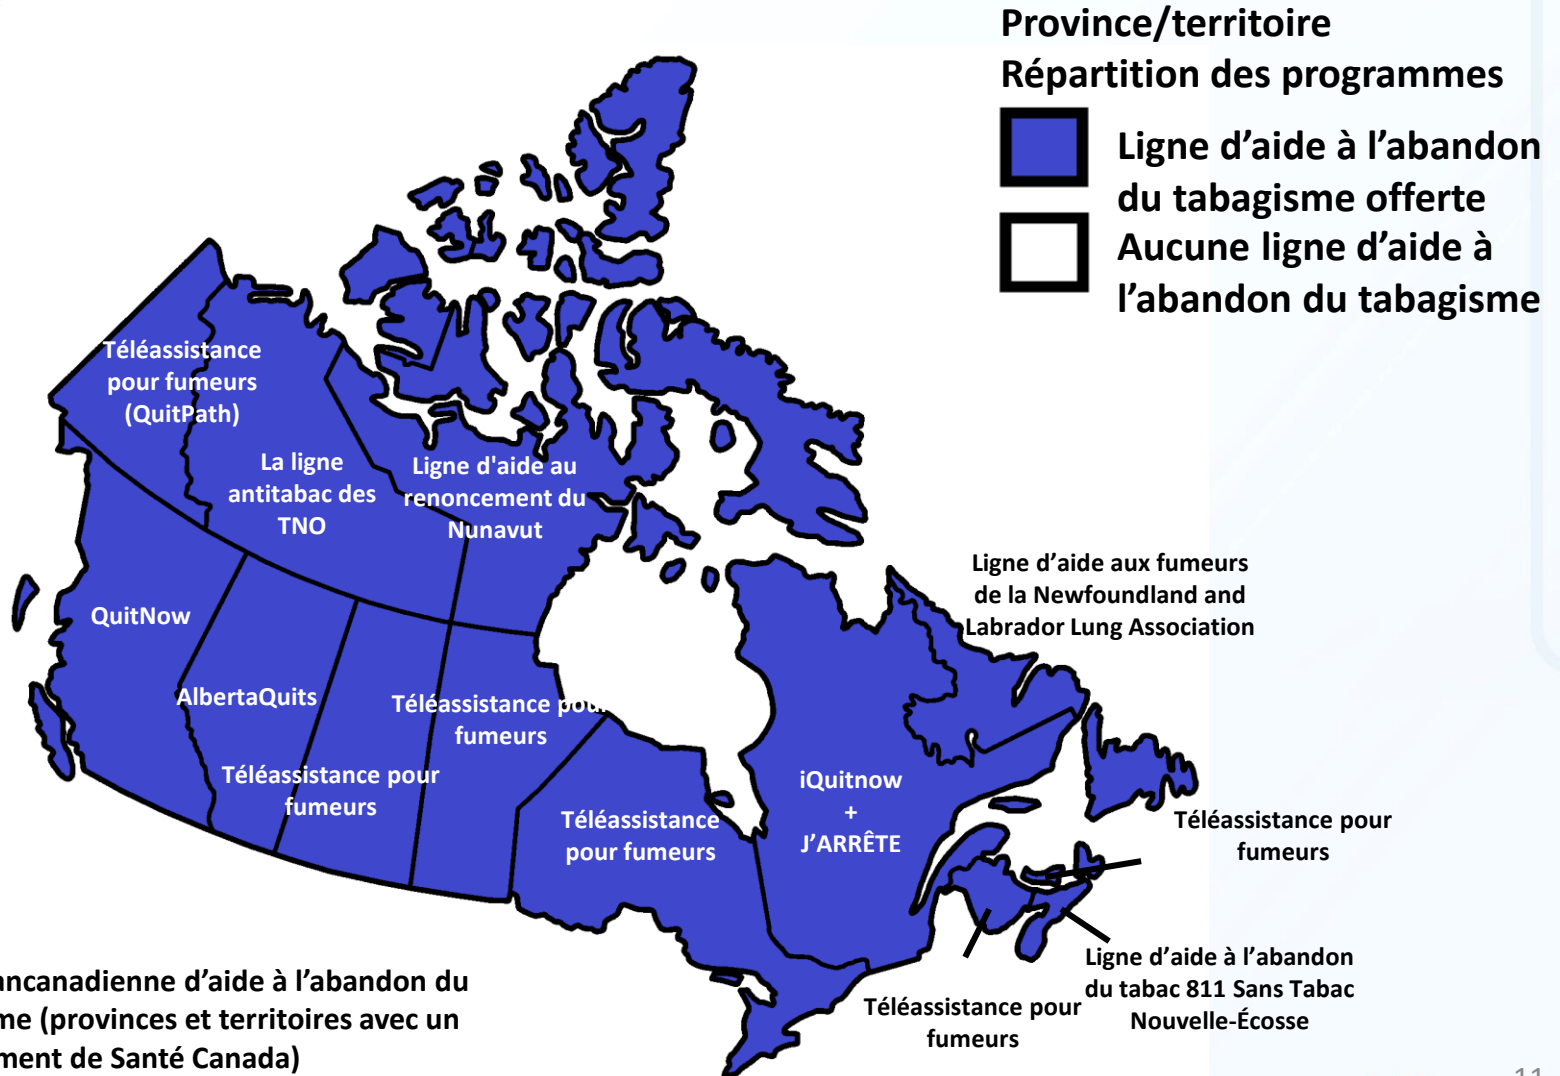 Province/territoire
Répartition des programmes
Ligne d’aide à l’abandon
du tabagisme offerte
Aucune ligne d’aide à
l’abandon du tabagisme
Téléassistance
pour fumeurs
(QuitPath)
La ligne
antitabac des
TNO
Ligne d'aide au
renoncement du
Nunavut
Ligne d’aide aux fumeurs
de la Newfoundland and
Labrador Lung Association
QuitNow
AlbertaQuits
Téléassistance pour
fumeurs
Téléassistance pour
fumeurs
Téléassistance
pour fumeurs
iQuitnow
+
J’ARRÊTE
Téléassistance pour
fumeurs
Ligne d’aide à l’abandon
du tabac 811 Sans Tabac
Nouvelle-Écosse
Téléassistance pour
fumeurs
ancanadienne d’aide à l’abandon du
me (provinces et territoires avec un
ment de Santé Canada)
11